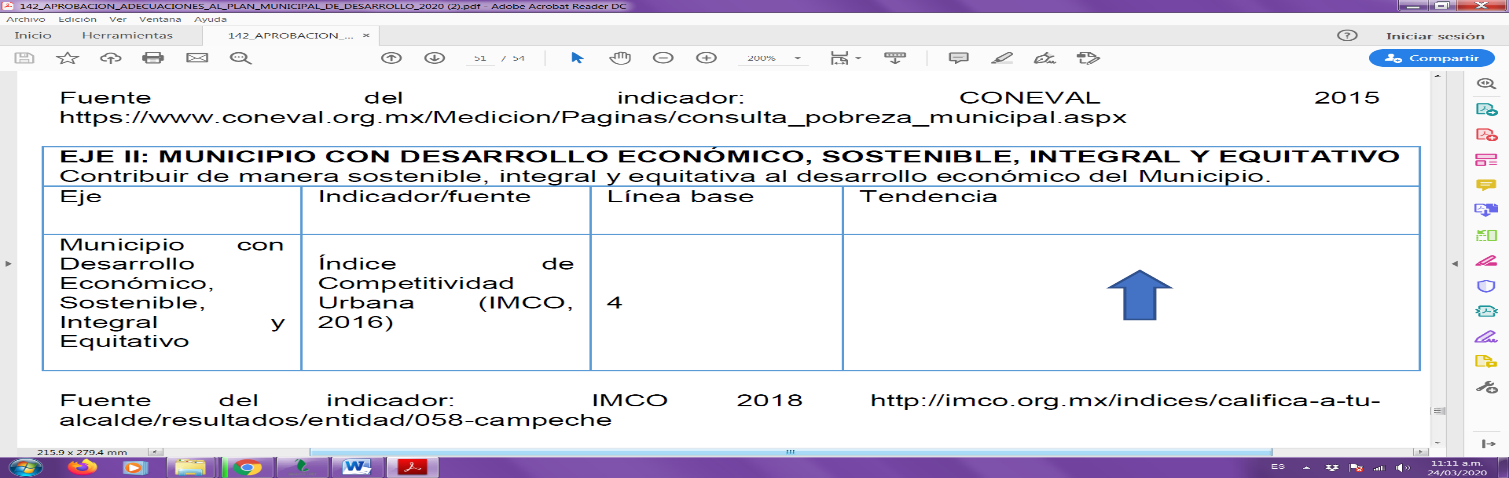 142_APROBACION_ADECUACIONES_AL_PLAN_MUNICIPAL_DE_DESARROLLO_2020 (2).pdf - Adobe Acrobat Reader DC
Archivo Edición Ver Ventana Ayuda
Inicio Herramientas 142_APROBACION_... × Iniciar sesión
51 / 54 200% Compartir
Fuente del indicador: CONEVAL 2015
https://www.coneval.org.mx/Medicion/Paginas/consulta_pobreza_municipal.aspx
EJE II: MUNICIPIO CON DESARROLLO ECONÓMICO, SOSTENIBLE, INTEGRAL Y EQUITATIVO
Contribuir de manera sostenible, integral y equitativa al desarrollo económico del Municipio.
Eje Indicador/fuente Línea base Tendencia
Municipio con
Desarrollo
Económico,
Sostenible,
Integral y
Equitativo
Índice de
Competitividad
Urbana (IMCO,
2016)
4
Fuente del indicador: IMCO 2018 http://imco.org.mx/indices/califica-a-tu-
alcalde/resultados/entidad/058-campeche
215.9 x 279.4 mm
ES 11:11 a.m.
24/03/2020